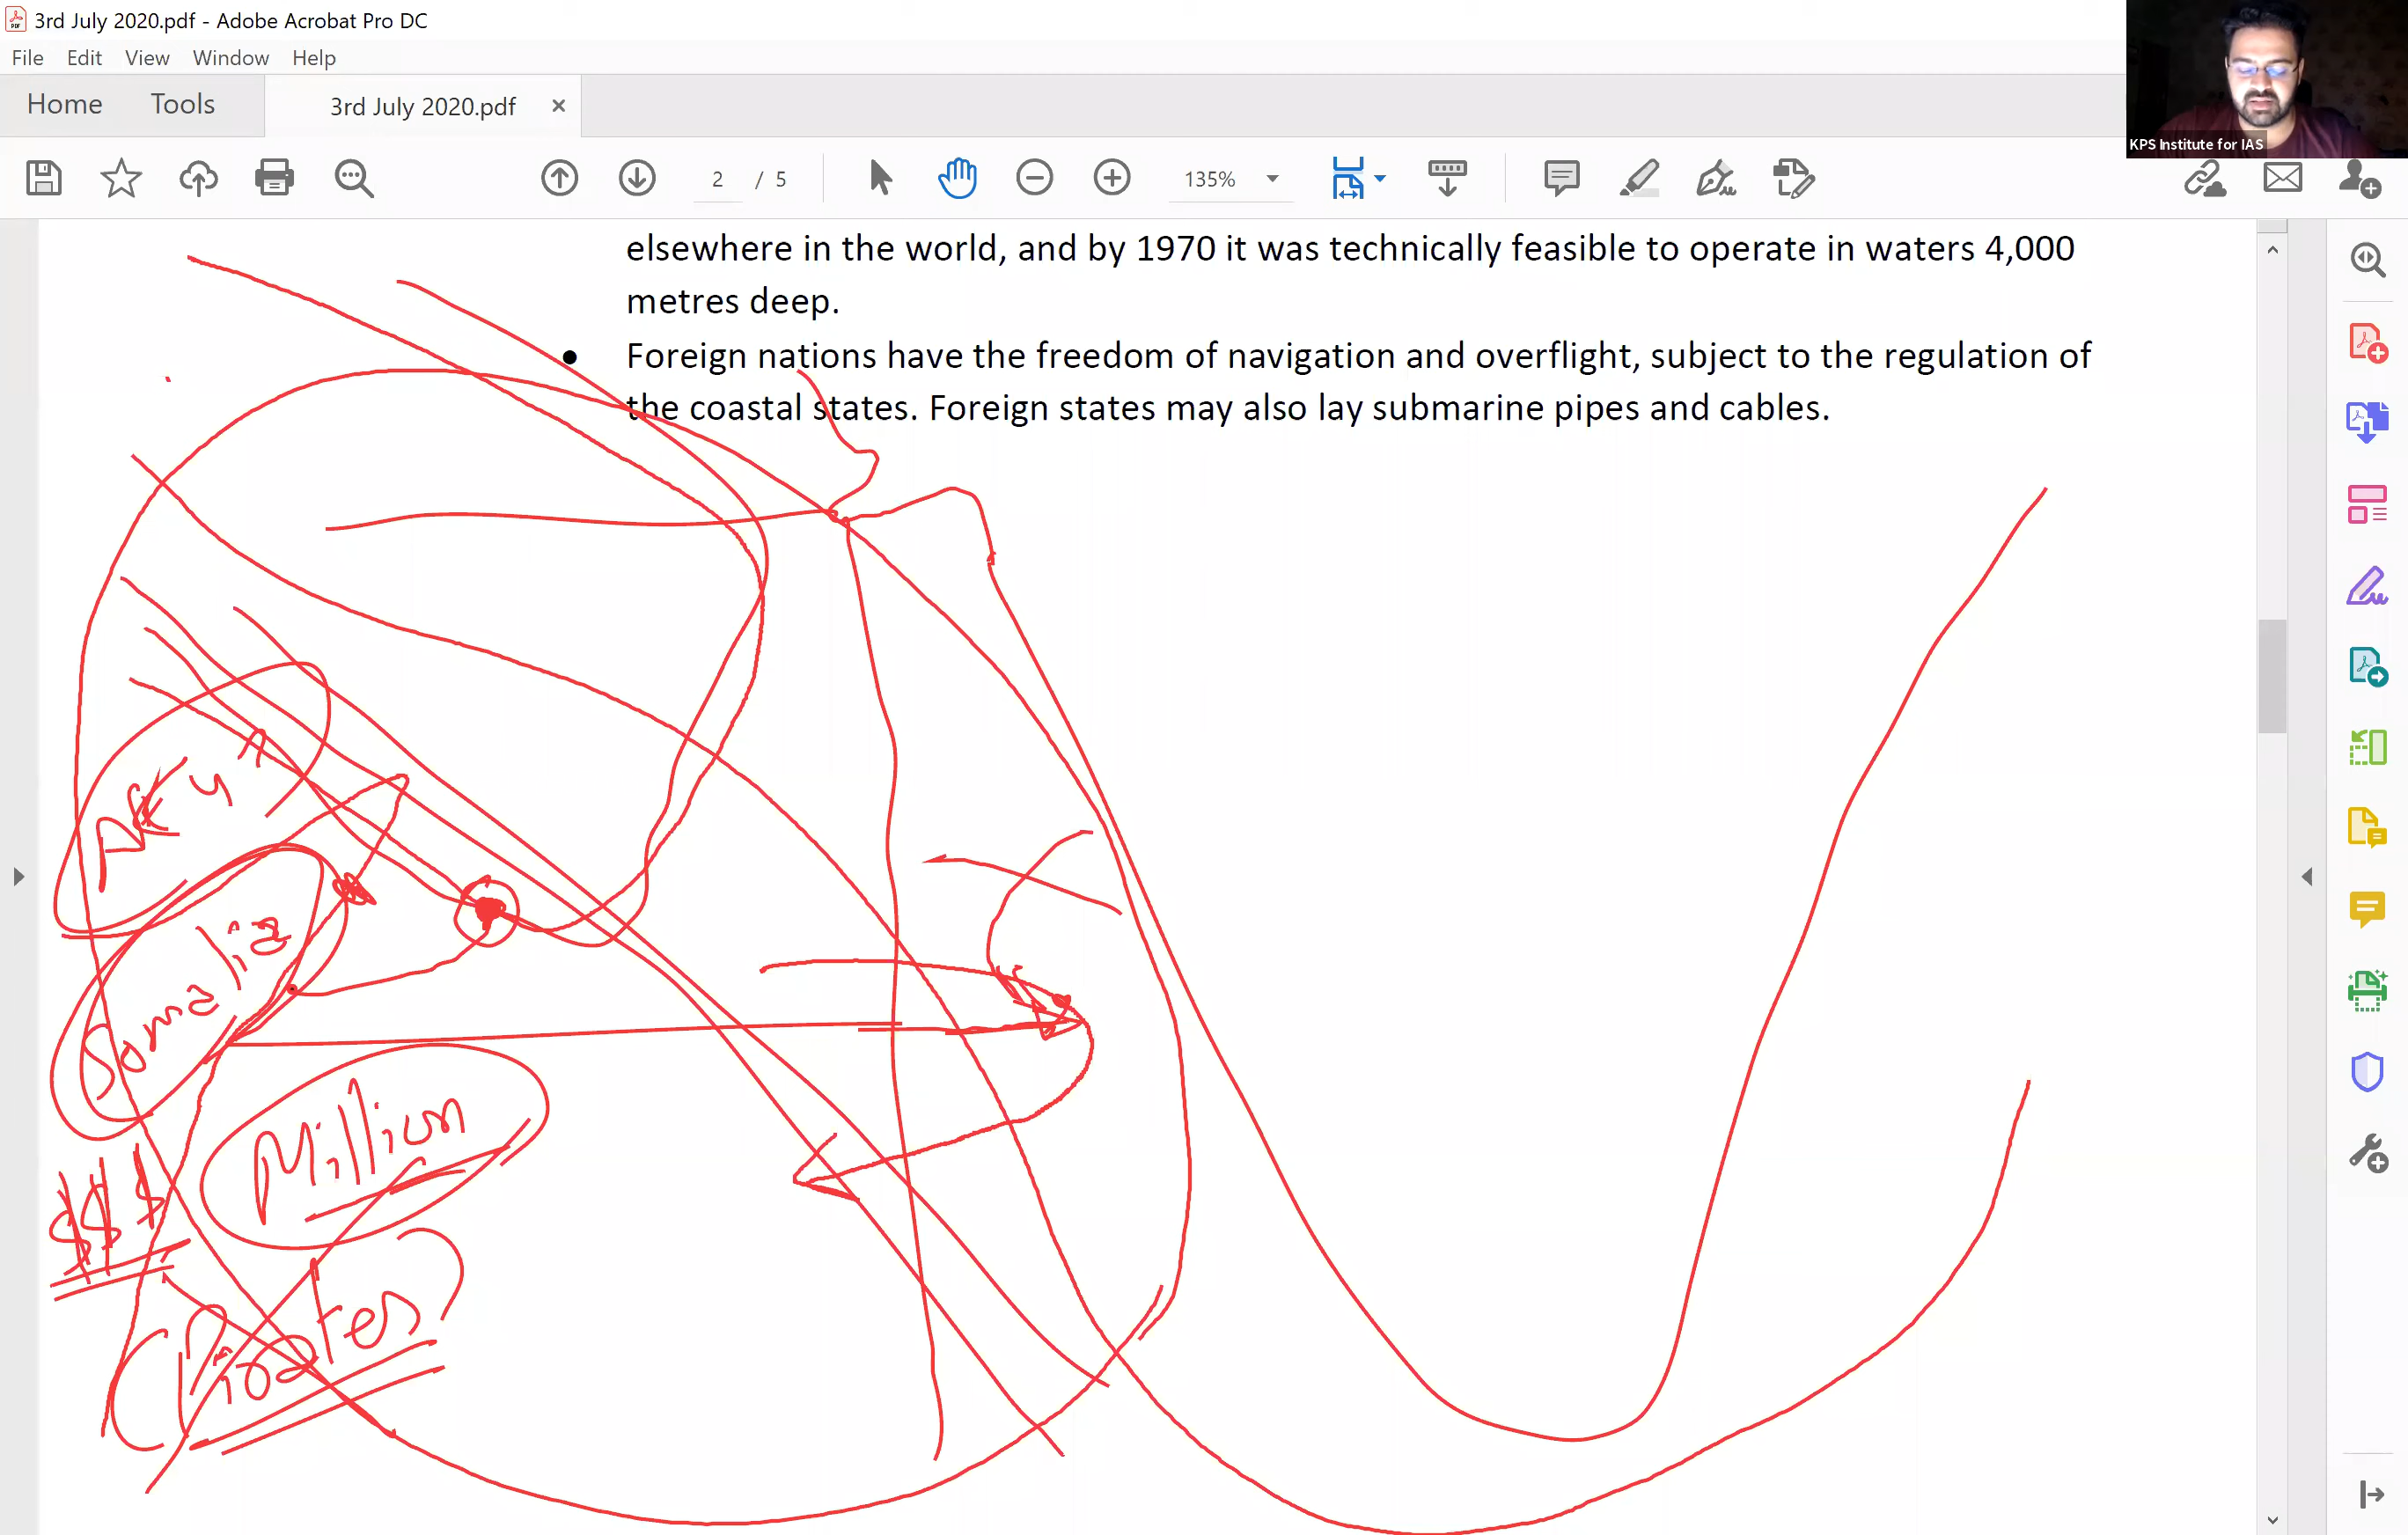 3rd July 2020.pdf - Adobe Acrobat Pro DC
File Edit View Window Help
Home Tools 3rd July 2020.pdf ×
2 / 5 135%
KPS Institute for IAS
elsewhere in the world, and by 1970 it was technically feasible to operate in waters 4,000
metres deep.
• Foreign nations have the freedom of navigation and overflight, subject to the regulation of
the coastal states. Foreign states may also lay submarine pipes and cables.
Somalia
Million
$$$
Pirates